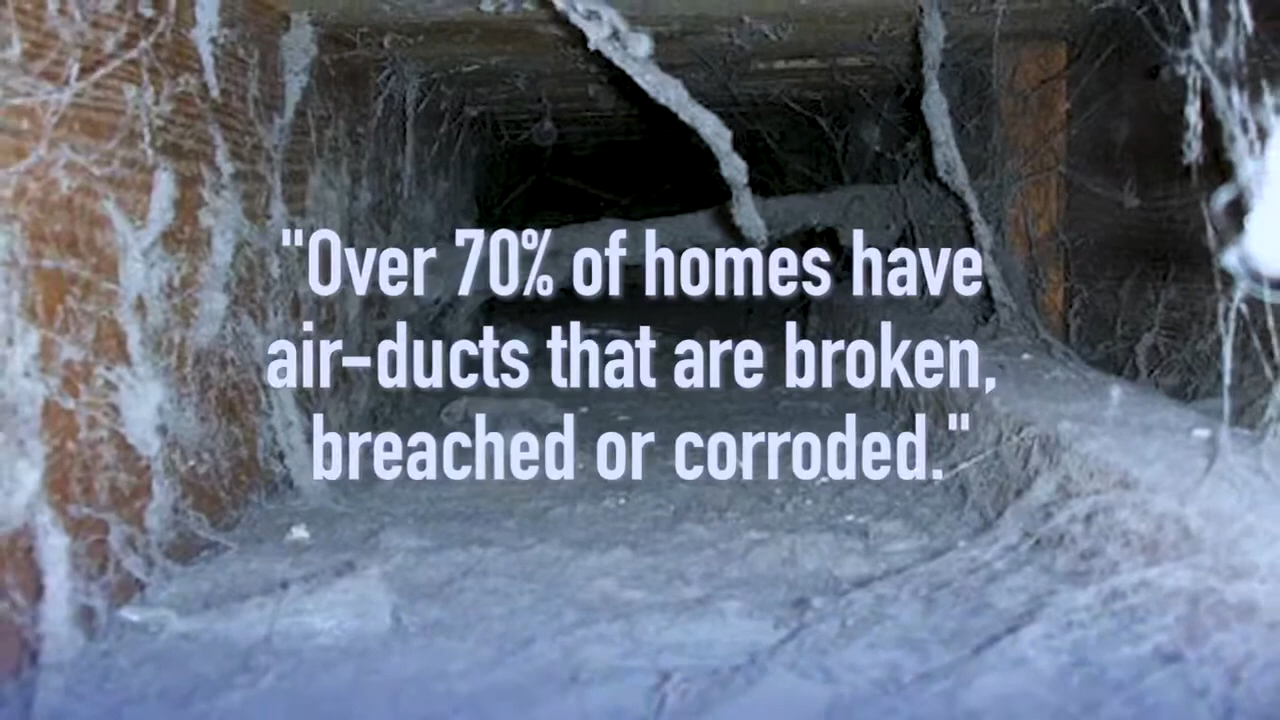 "Over 70% of homes have
air-ducts that are broken,
breached or corroded."